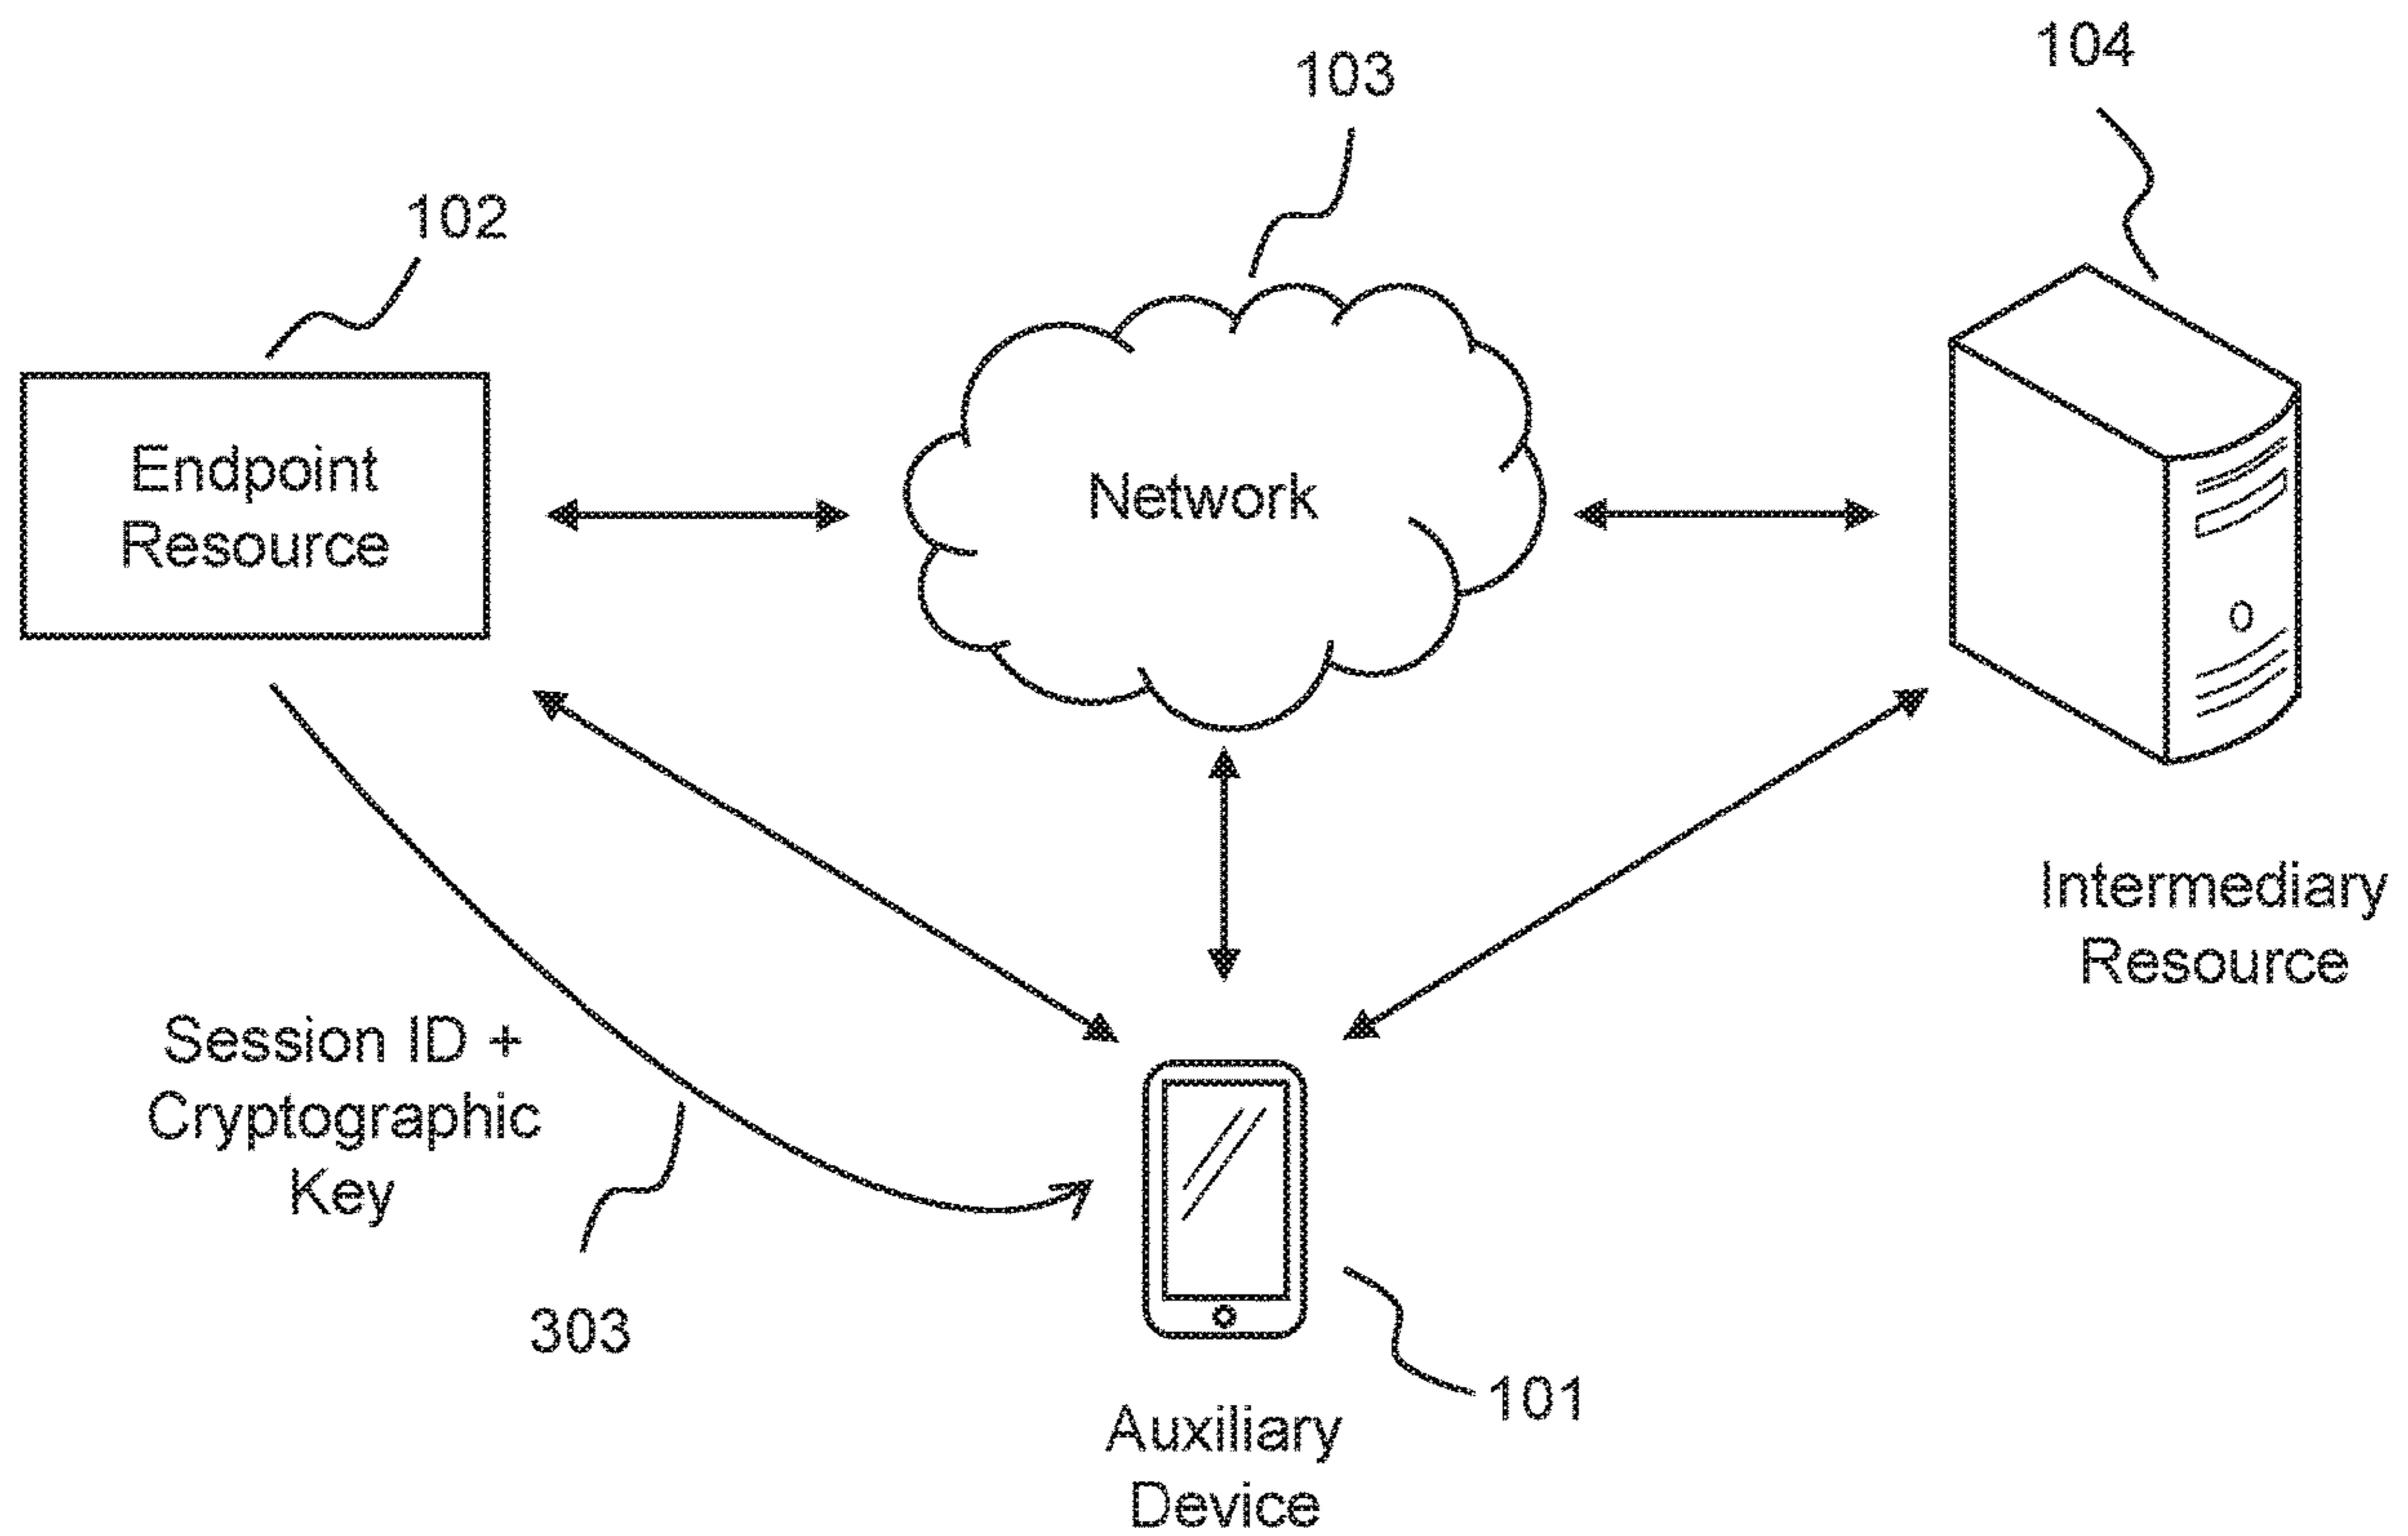 104
103
102
Endpoint
Resource
Network
Intermediary
Resource
Session ID +
Cryptographic
Key
303
101
Auxiliary
Device